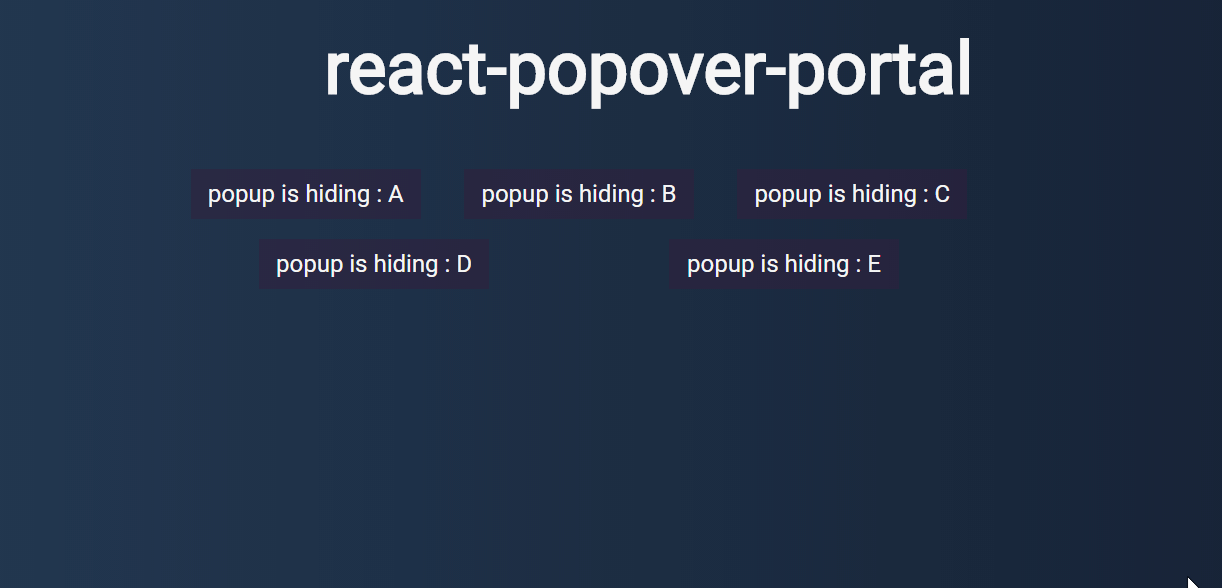 react-popover-portal
popup is hiding : A
popup is hiding : B
popup is hiding : C
popup is hiding : D
popup is hiding : E